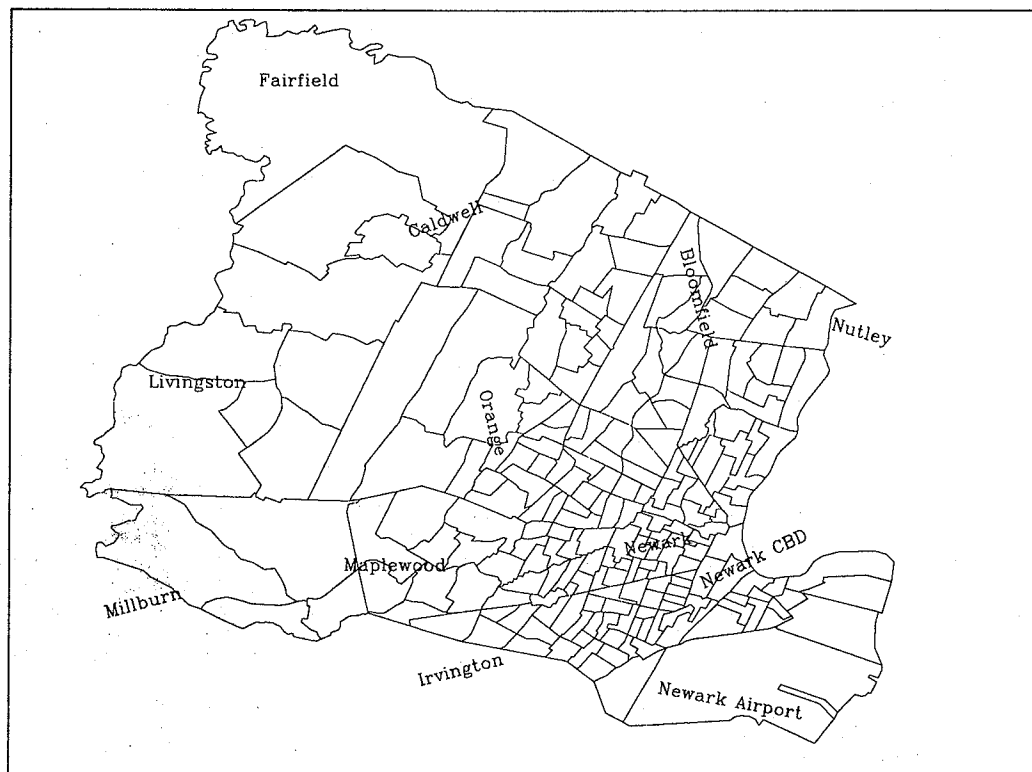 Fairfield
Caldwell
Bloomfield
Nutley
Livingston
Orange
Newark
Newark CBD
Maplewood
Millburn
Irvington
Newark Airport